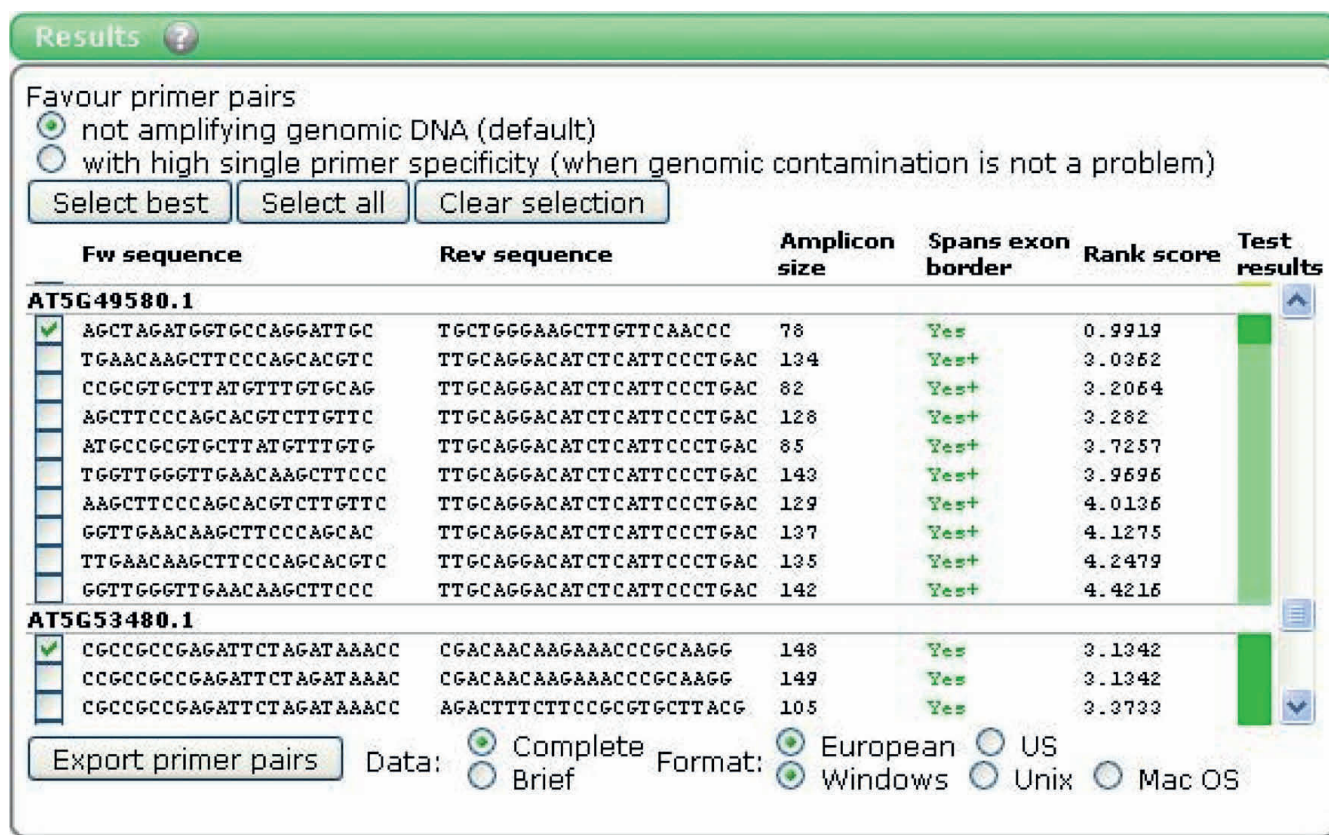 Results ?
Favour primer pairs
not amplifying genomic DNA (default)
with high single primer specificity (when genomic contamination is not a problem)
Select best Select all Clear selection
Fw sequence Rev sequence Amplicon size Spans exon border Rank score Test results
AT5G49580.1
AGCTAGATGGTGCCAGGATTGC TGCTGGGAAGCTTGTTCAACCC 78 Yes 0.9919
TGAACAAGCTTCCCAGCACGTC TTGCAGGACATCTCATTCCCTGAC 134 Yes+ 3.0362
CCGCGTGCTTATGTTTGTGCAG TTGCAGGACATCTCATTCCCTGAC 82 Yes+ 3.2064
AGCTTCCCAGCACGTCTTGTTC TTGCAGGACATCTCATTCCCTGAC 128 Yes+ 3.282
ATGCCGCGTGCTTATGTTTGTG TTGCAGGACATCTCATTCCCTGAC 85 Yes+ 3.7257
TGGTTGGGTTGAACAAGCTTCCC TTGCAGGACATCTCATTCCCTGAC 143 Yes+ 3.9696
AAGCTTCCCAGCACGTCTTGTTC TTGCAGGACATCTCATTCCCTGAC 129 Yes+ 4.0136
GGTTGAACAAGCTTCCCAGCAC TTGCAGGACATCTCATTCCCTGAC 137 Yes+ 4.1275
TTGAACAAGCTTCCCAGCACGTC TTGCAGGACATCTCATTCCCTGAC 135 Yes+ 4.2479
GGTTGGGTTGAACAAGCTTCCC TTGCAGGACATCTCATTCCCTGAC 142 Yes+ 4.4216
AT5G53480.1
CGCCGCCGAGATTCTAGATAAACC CGACAACAAGAAACCCGCAAGG 148 Yes 3.1342
CCGCCGCCGAGATTCTAGATAAAC CGACAACAAGAAACCCGCAAGG 149 Yes 3.1342
CGCCGCCGAGATTCTAGATAAACC AGACTTTCTTCCGCGTGCTTACG 105 Yes 3.3733
Export primer pairs Data: Complete Format: European US
Brief Windows Unix Mac OS